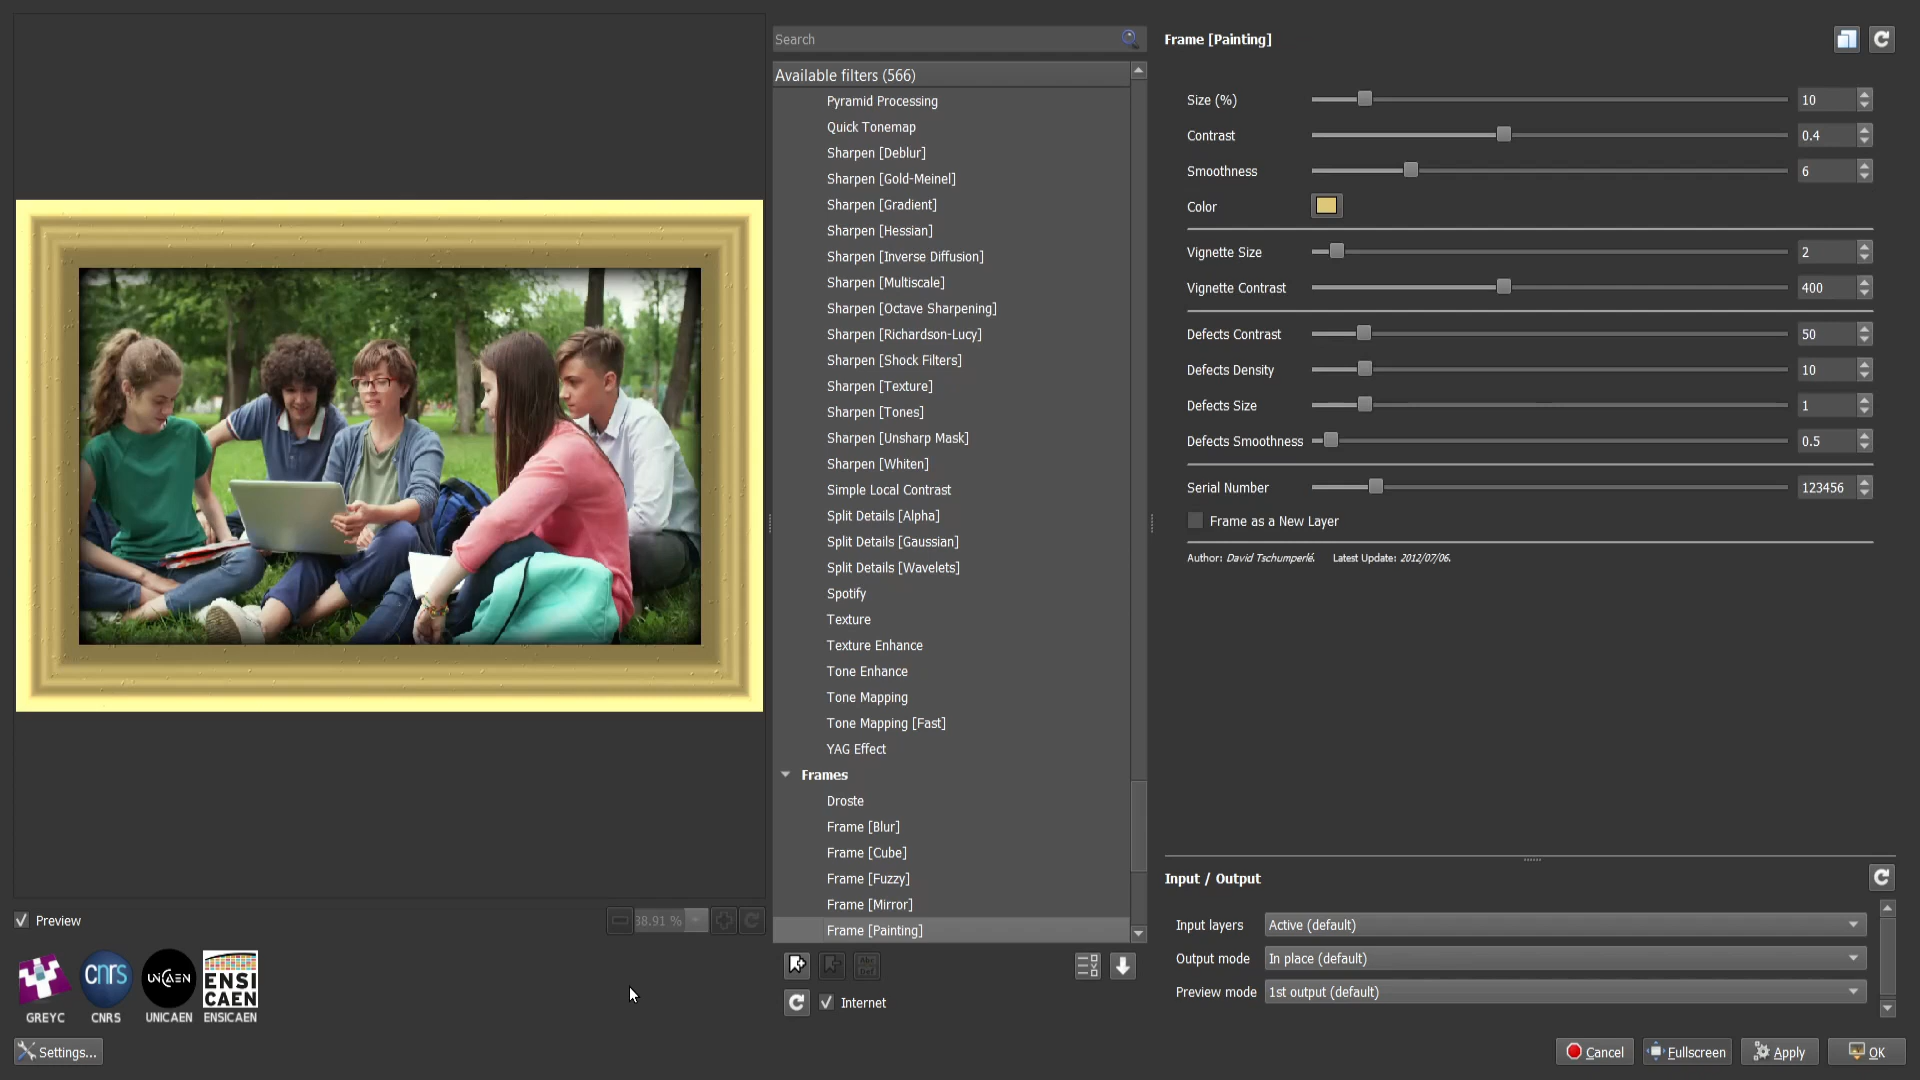 Search
Available filters (566)
Pyramid Processing
Quick Tonemap
Sharpen [Deblur]
Sharpen [Gold-Meinel]
Sharpen [Gradient]
Sharpen [Hessian]
Sharpen [Inverse Diffusion]
Sharpen [Multiscale]
Sharpen [Octave Sharpening]
Sharpen [Richardson-Lucy]
Sharpen [Shock Filters]
Sharpen [Texture]
Sharpen [Tones]
Sharpen [Unsharp Mask]
Sharpen [Whiten]
Simple Local Contrast
Split Details [Alpha]
Split Details [Gaussian]
Split Details [Wavelets]
Spotify
Texture
Texture Enhance
Tone Enhance
Tone Mapping
Tone Mapping [Fast]
YAG Effect
Frames
Droste
Frame [Blur]
Frame [Cube]
Frame [Fuzzy]
Frame [Mirror]
Frame [Painting]
Internet
Preview
38.91 %
cnrs
UNICAEN
ENSI
CAEN
GREYC
CNRS
UNICAEN
ENSICAEN
Settings...
Frame [Painting]
Size (%) 10
Contrast 0.4
Smoothness 6
Color
Vignette Size 2
Vignette Contrast 400
Defects Contrast 50
Defects Density 10
Defects Size 1
Defects Smoothness 0.5
Serial Number 123456
Frame as a New Layer
Author: David Tschumperlé. Latest Update: 2012/07/06.
Input / Output
Input layers Active (default)
Output mode In place (default)
Preview mode 1st output (default)
Cancel
Fullscreen
Apply
OK